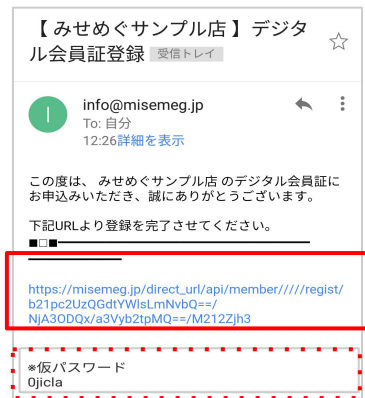 【 みせめぐサンプル店 】デジタ
ル会員証登録 受信トレイ
I
info@misemeg.jp
To: 自分
12:26詳細を表示
この度は、 みせめぐサンプル店 のデジタル会員証に
お申込みいただき、誠にありがとうございます。
下記URLより登録を完了させてください。
■□■━━━━━━━━━━━━━━━━
━━━━━━
https://misemeg.jp/direct_url/api/member/////regist/
b21pc2UzQGdtYWlsLmNvbQ==/
NjA3ODQx/a3Vyb2tpMQ==/M212Zjh3
※仮パスワード
0jicla